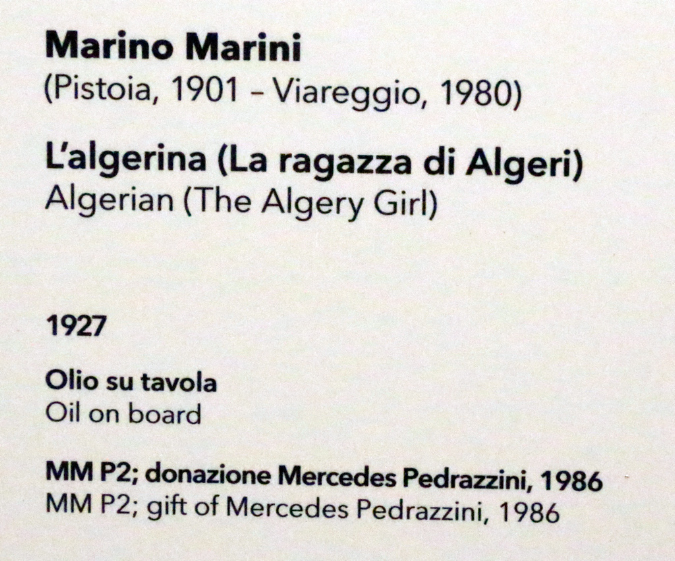 Marino Marini
(Pistoia, 1901 – Viareggio, 1980)
L'algerina (La ragazza di Algeri)
Algerian (The Algery Girl)
1927
Olio su tavola
Oil on board
MM P2; donazione Mercedes Pedrazzini, 1986
MM P2; gift of Mercedes Pedrazzini, 1986